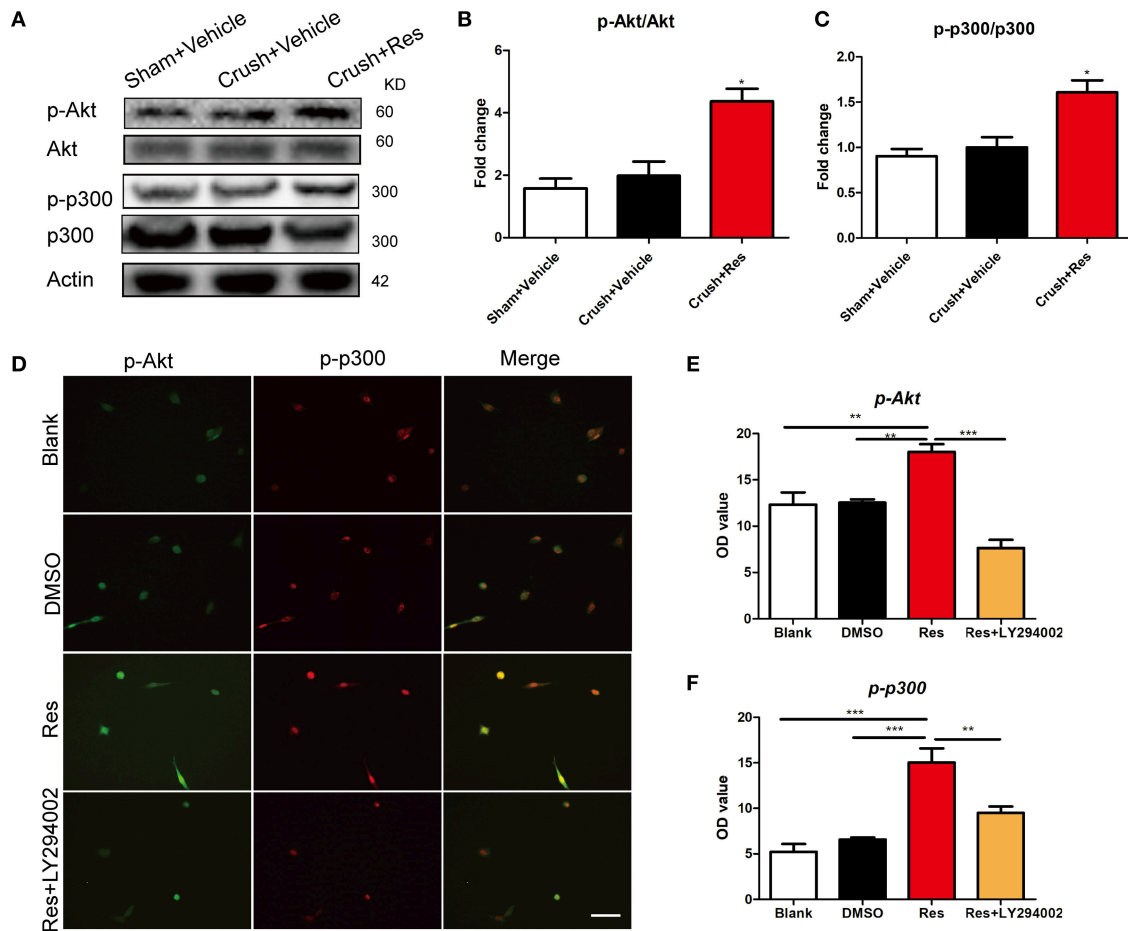 A
Sham+Vehicle
Crush+Vehicle
Crush+Res
KD
p-Akt
60
Akt
60
p-p300
300
p300
300
Actin
42
B
p-Akt/Akt
Fold change
6
4
2
0
*
Sham+Vehicle
Crush+Vehicle
Crush+Res
C
p-p300/p300
Fold change
2.0
1.5
1.0
0.5
0.0
*
Sham+Vehicle
Crush+Vehicle
Crush+Res
D
p-Akt
p-p300
Merge
Blank
DMSO
Res
Res+LY294002
E
p-Akt
OD value
20
15
10
5
0
**
**
***
Blank
DMSO
Res
Res+LY294002
F
p-p300
OD value
20
15
10
5
0
***
***
**
Blank
DMSO
Res
Res+LY294002